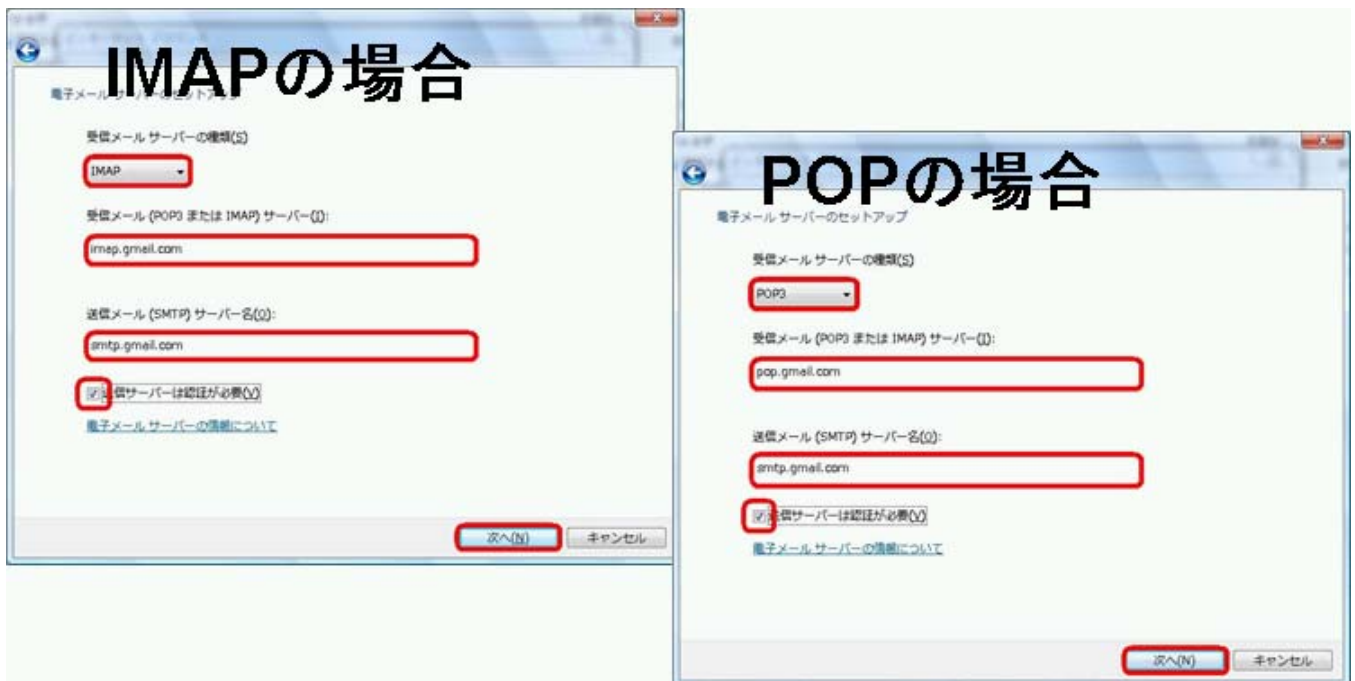 IMAPの場合
電子メール サーバーのセットアップ
受信メール サーバーの種類(S)
IMAP
受信メール (POP3 または IMAP) サーバー(I):
imap.gmail.com
送信メール (SMTP) サーバー名(O):
smtp.gmail.com
送信サーバーは認証が必要(V)
電子メール サーバーの情報について
次へ(N)
キャンセル
POPの場合
電子メール サーバーのセットアップ
受信メール サーバーの種類(S)
POP3
受信メール (POP3 または IMAP) サーバー(I):
pop.gmail.com
送信メール (SMTP) サーバー名(O):
smtp.gmail.com
送信サーバーは認証が必要(V)
電子メール サーバーの情報について
次へ(N)
キャンセル